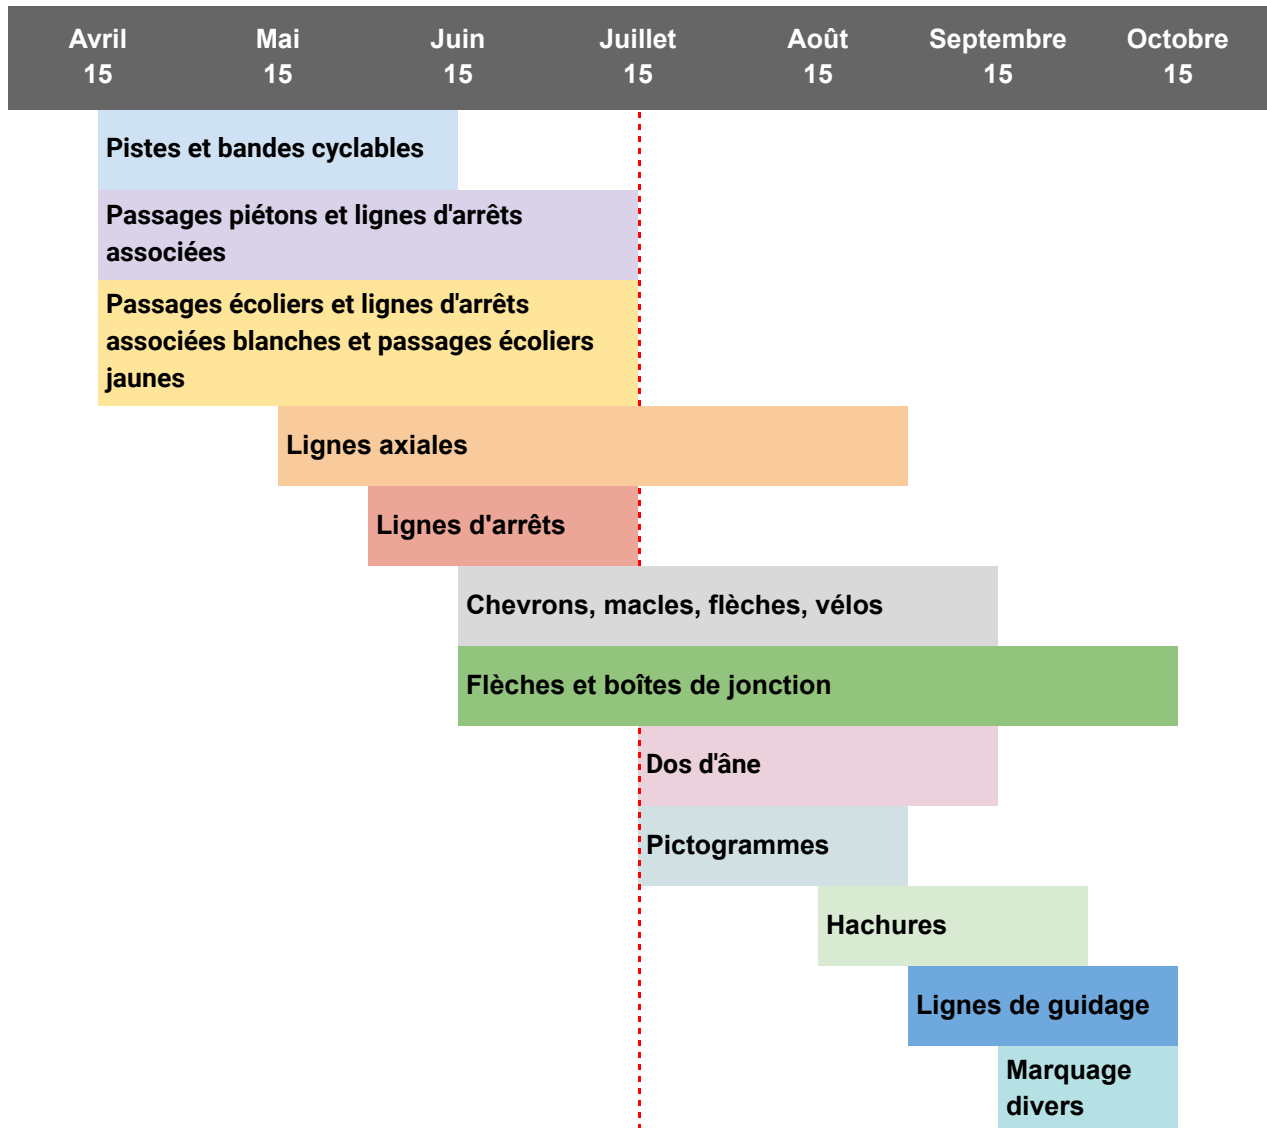 Avril Mai Juin Juillet Août Septembre Octobre
15 15 15 15 15 15 15
Pistes et bandes cyclables
Passages piétons et lignes d'arrêts
associées
Passages écoliers et lignes d'arrêts
associées blanches et passages écoliers
jaunes
Lignes axiales
Lignes d'arrêts
Chevrons, macles, flèches, vélos
Flèches et boîtes de jonction
Dos d'âne
Pictogrammes
Hachures
Lignes de guidage
Marquage
divers